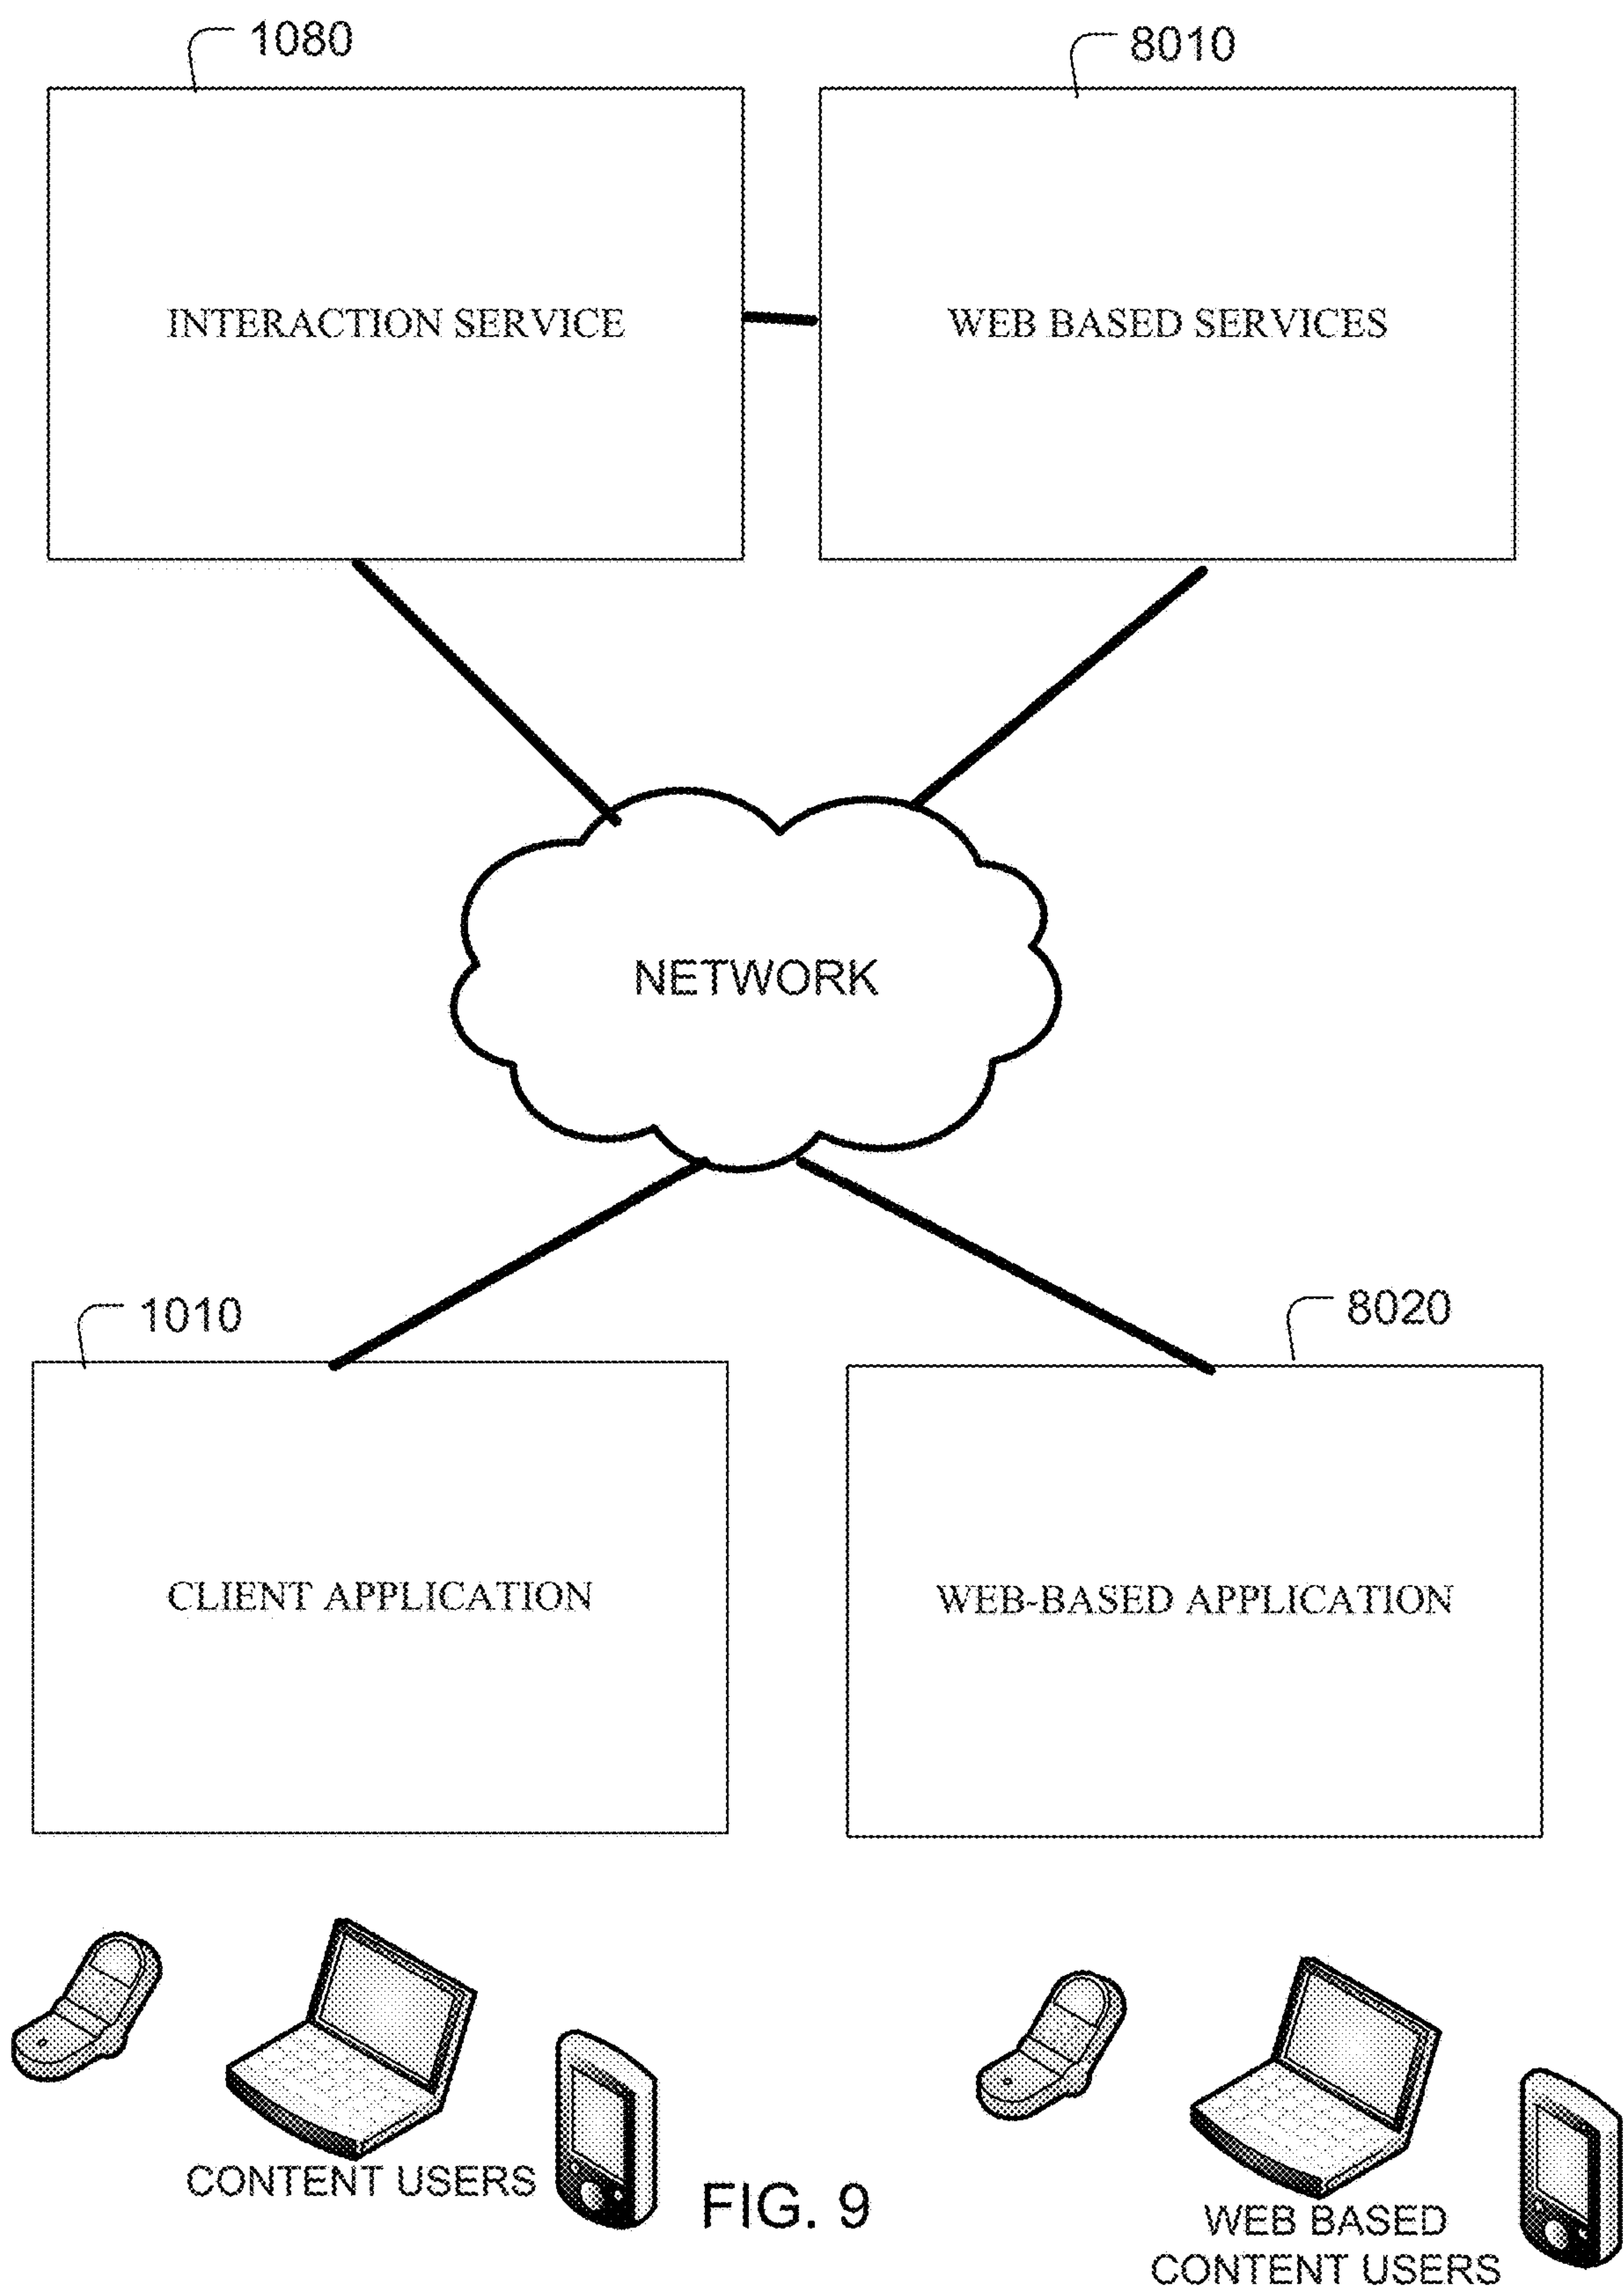 1080
8010
INTERACTION SERVICE
WEB BASED SERVICES
NETWORK
1010
8020
CLIENT APPLICATION
WEB-BASED APPLICATION
CONTENT USERS
FIG. 9
WEB BASED
CONTENT USERS